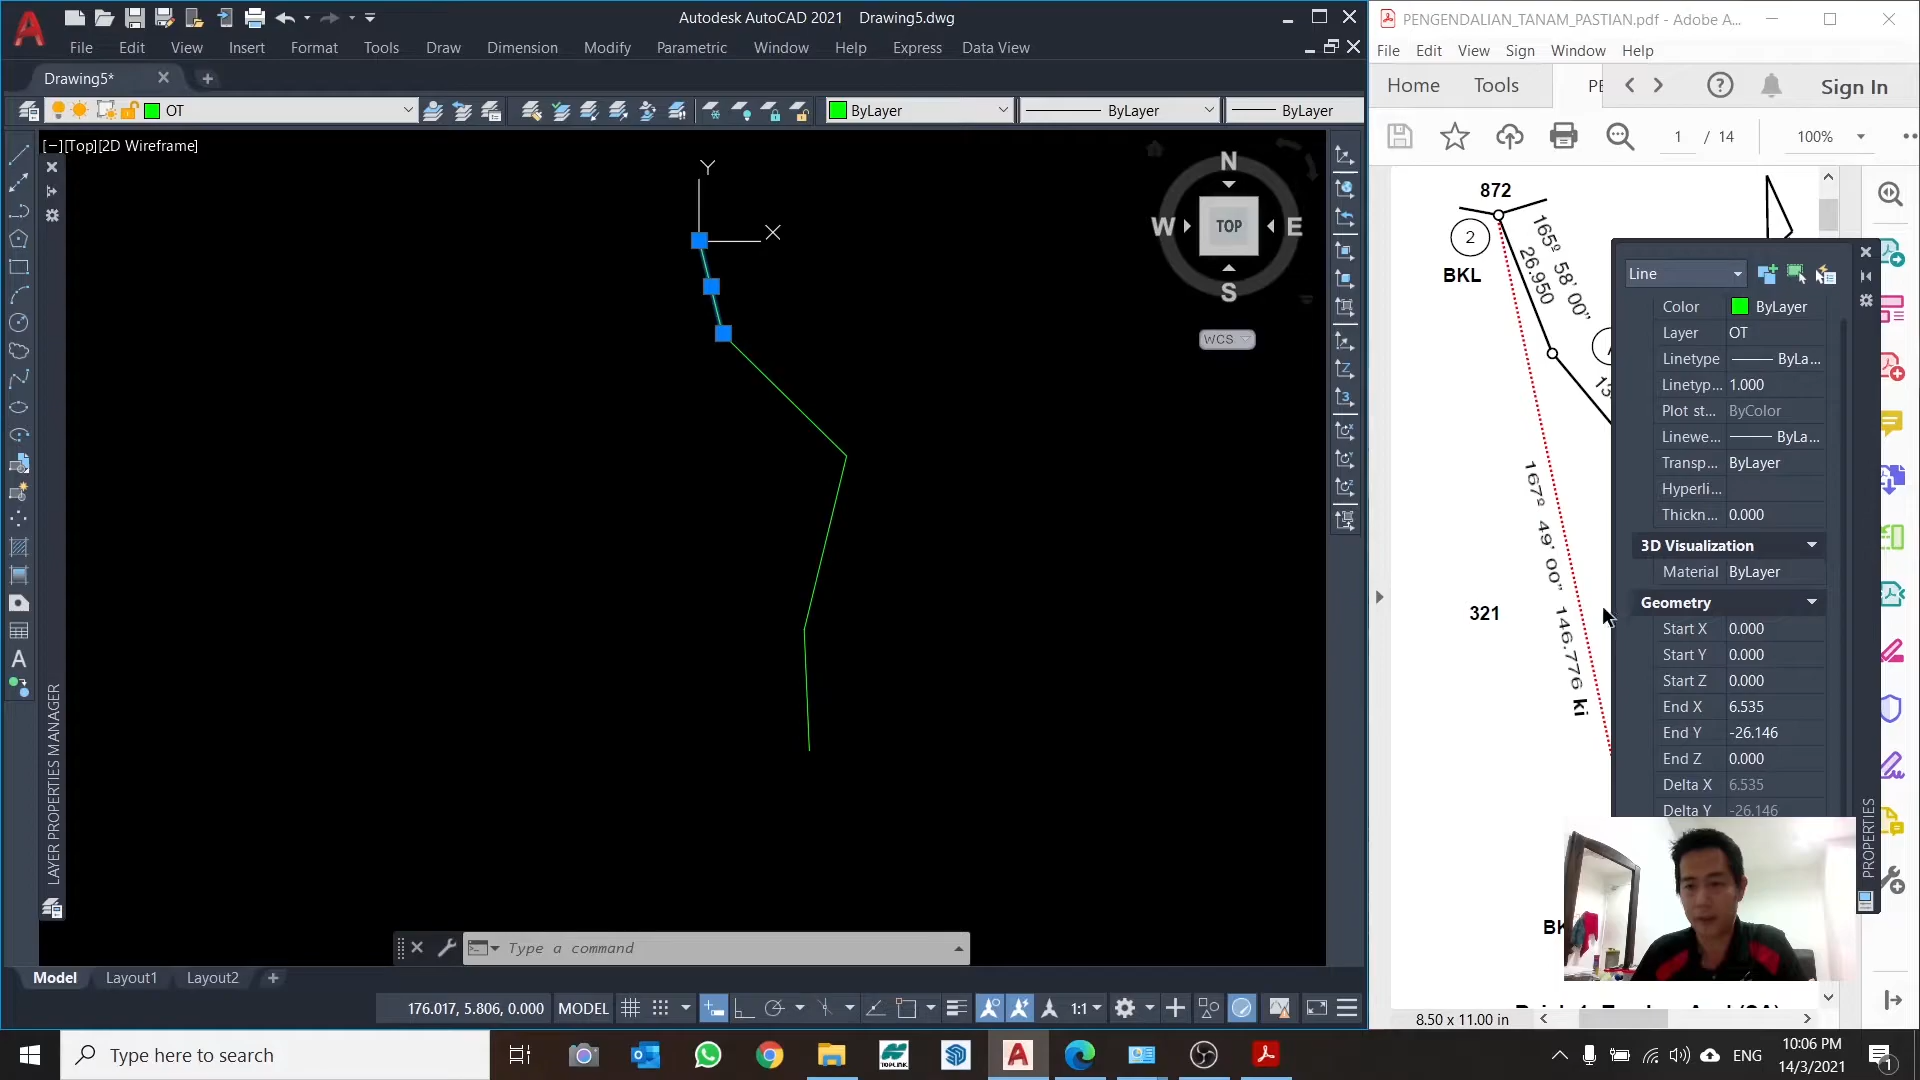 Autodesk AutoCAD 2021 Drawing5.dwg
File Edit View Insert Format Tools Draw Dimension Modify Parametric Window Help Express Data View
Drawing5*
OT
ByLayer
ByLayer
ByLayer
[−][Top][2D Wireframe]
Y
X
N
W
TOP
E
S
WCS
LAYER PROPERTIES MANAGER
Type a command
Model Layout1 Layout2
176.017, 5.806, 0.000 MODEL
1:1
PENGENDALIAN_TANAM_PASTIAN.pdf - Adobe A...
File Edit View Sign Window Help
Home Tools
Sign In
1 / 14
100%
872
2
BKL
165º 58' 00"
26.950
167º 49' 00" 146.776 ki
321
Line
Color ByLayer
Layer OT
Linetype ByLa...
Linetyp... 1.000
Plot st... ByColor
Linewe... ByLa...
Transp... ByLayer
Hyperli...
Thickn... 0.000
3D Visualization
Material ByLayer
Geometry
Start X 0.000
Start Y 0.000
Start Z 0.000
End X 6.535
End Y -26.146
End Z 0.000
Delta X 6.535
Delta Y -26.146
PROPERTIES
8.50 x 11.00 in
Type here to search
TOPLINK
ENG
10:06 PM
14/3/2021
1